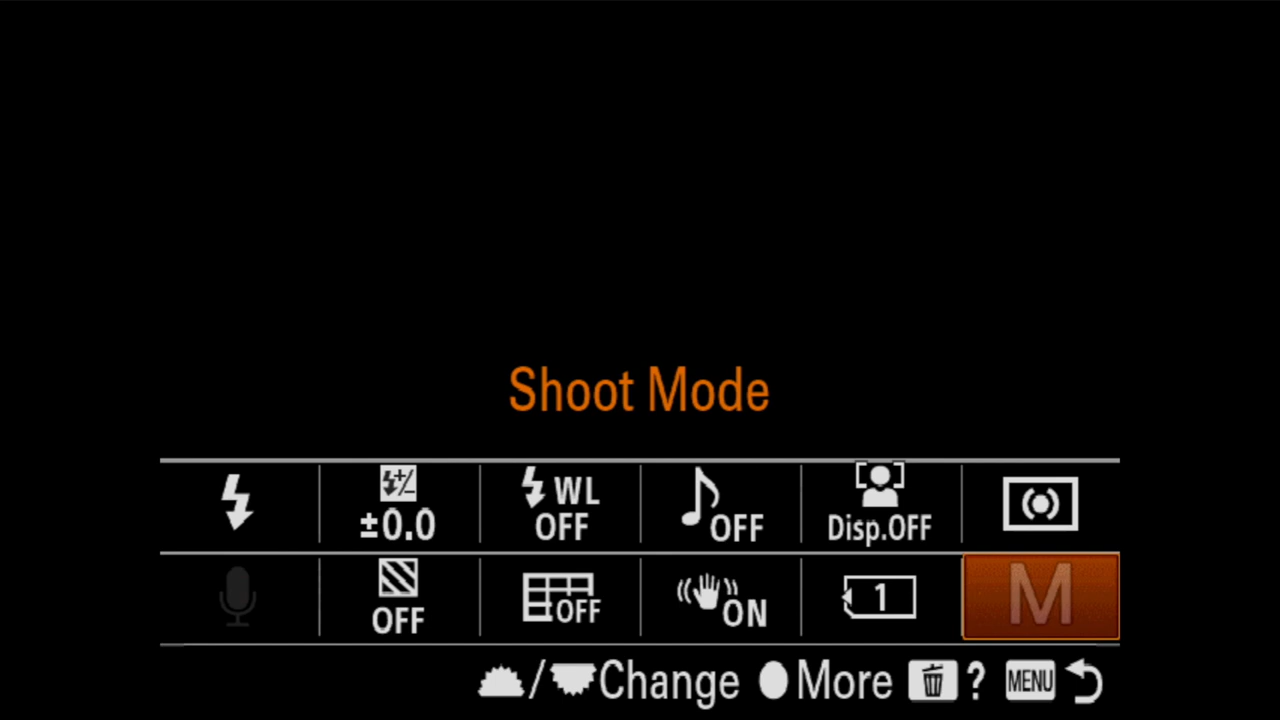 Shoot Mode
±0.0
WL
OFF
OFF
Disp.OFF
OFF
OFF
ON
1
M
/ Change More ? MENU